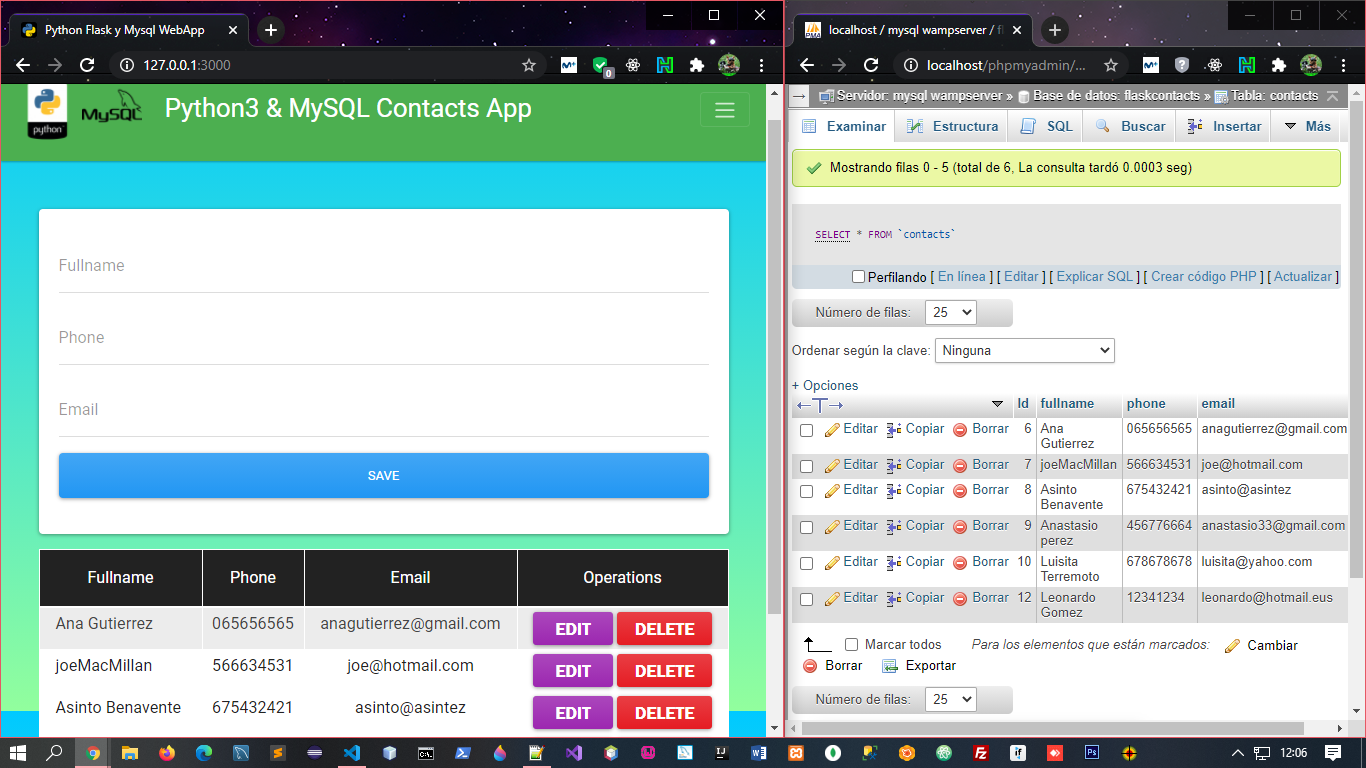 Python Flask y Mysql WebApp
127.0.0.1:3000
0
python
MySQL
Python3 & MySQL Contacts App
Fullname
Phone
Email
SAVE
Fullname Phone Email Operations
Ana Gutierrez 065656565 anagutierrez@gmail.com EDIT DELETE
joeMacMillan 566634531 joe@hotmail.com EDIT DELETE
Asinto Benavente 675432421 asinto@asintez EDIT DELETE
PMA
localhost / mysql wampserver / fl
localhost/phpmyadmin/...
Servidor: mysql wampserver » Base de datos: flaskcontacts » Tabla: contacts
Examinar Estructura SQL Buscar Insertar Más
Mostrando filas 0 - 5 (total de 6, La consulta tardó 0.0003 seg)
SELECT * FROM `contacts`
Perfilando [ En línea ] [ Editar ] [ Explicar SQL ] [ Crear código PHP ] [ Actualizar ]
Número de filas: 25
Ordenar según la clave: Ninguna
+ Opciones
←T→ Id fullname phone email
Editar Copiar Borrar 6 Ana 065656565 anagutierrez@gmail.com
Gutierrez
Editar Copiar Borrar 7 joeMacMillan 566634531 joe@hotmail.com
Editar Copiar Borrar 8 Asinto 675432421 asinto@asintez
Benavente
Editar Copiar Borrar 9 Anastasio 456776664 anastasio33@gmail.com
perez
Editar Copiar Borrar 10 Luisita 678678678 luisita@yahoo.com
Terremoto
Editar Copiar Borrar 12 Leonardo 12341234 leonardo@hotmail.eus
Gomez
Marcar todos Para los elementos que están marcados: Cambiar
Borrar Exportar
Número de filas: 25
12:06